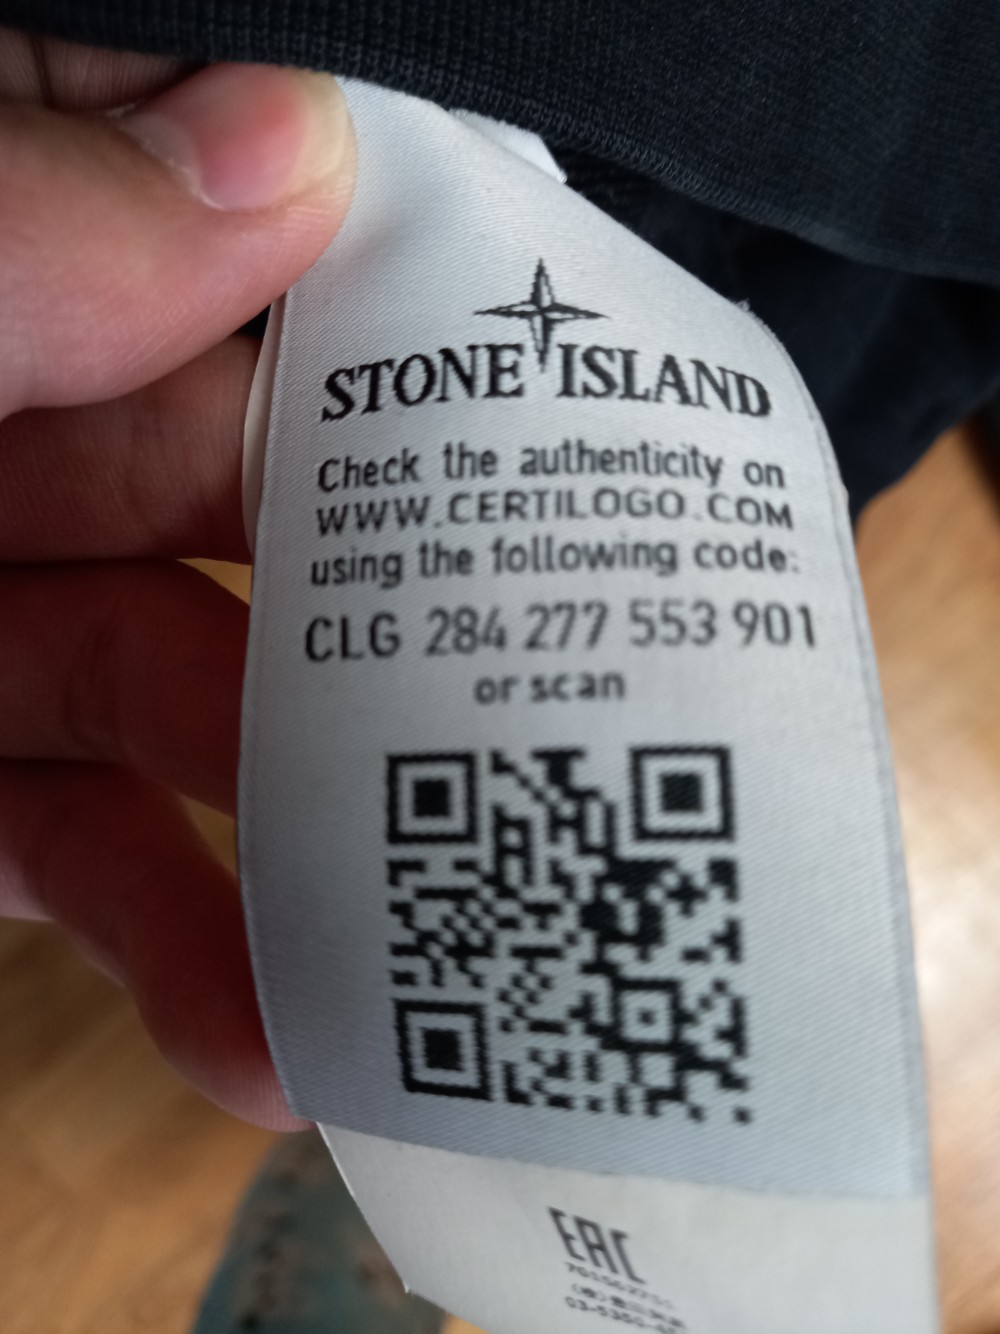 STONE ISLAND
Check the authenticity on
WWW.CERTILOGO.COM
using the following code:
CLG 284 277 553 901
or scan
EAC